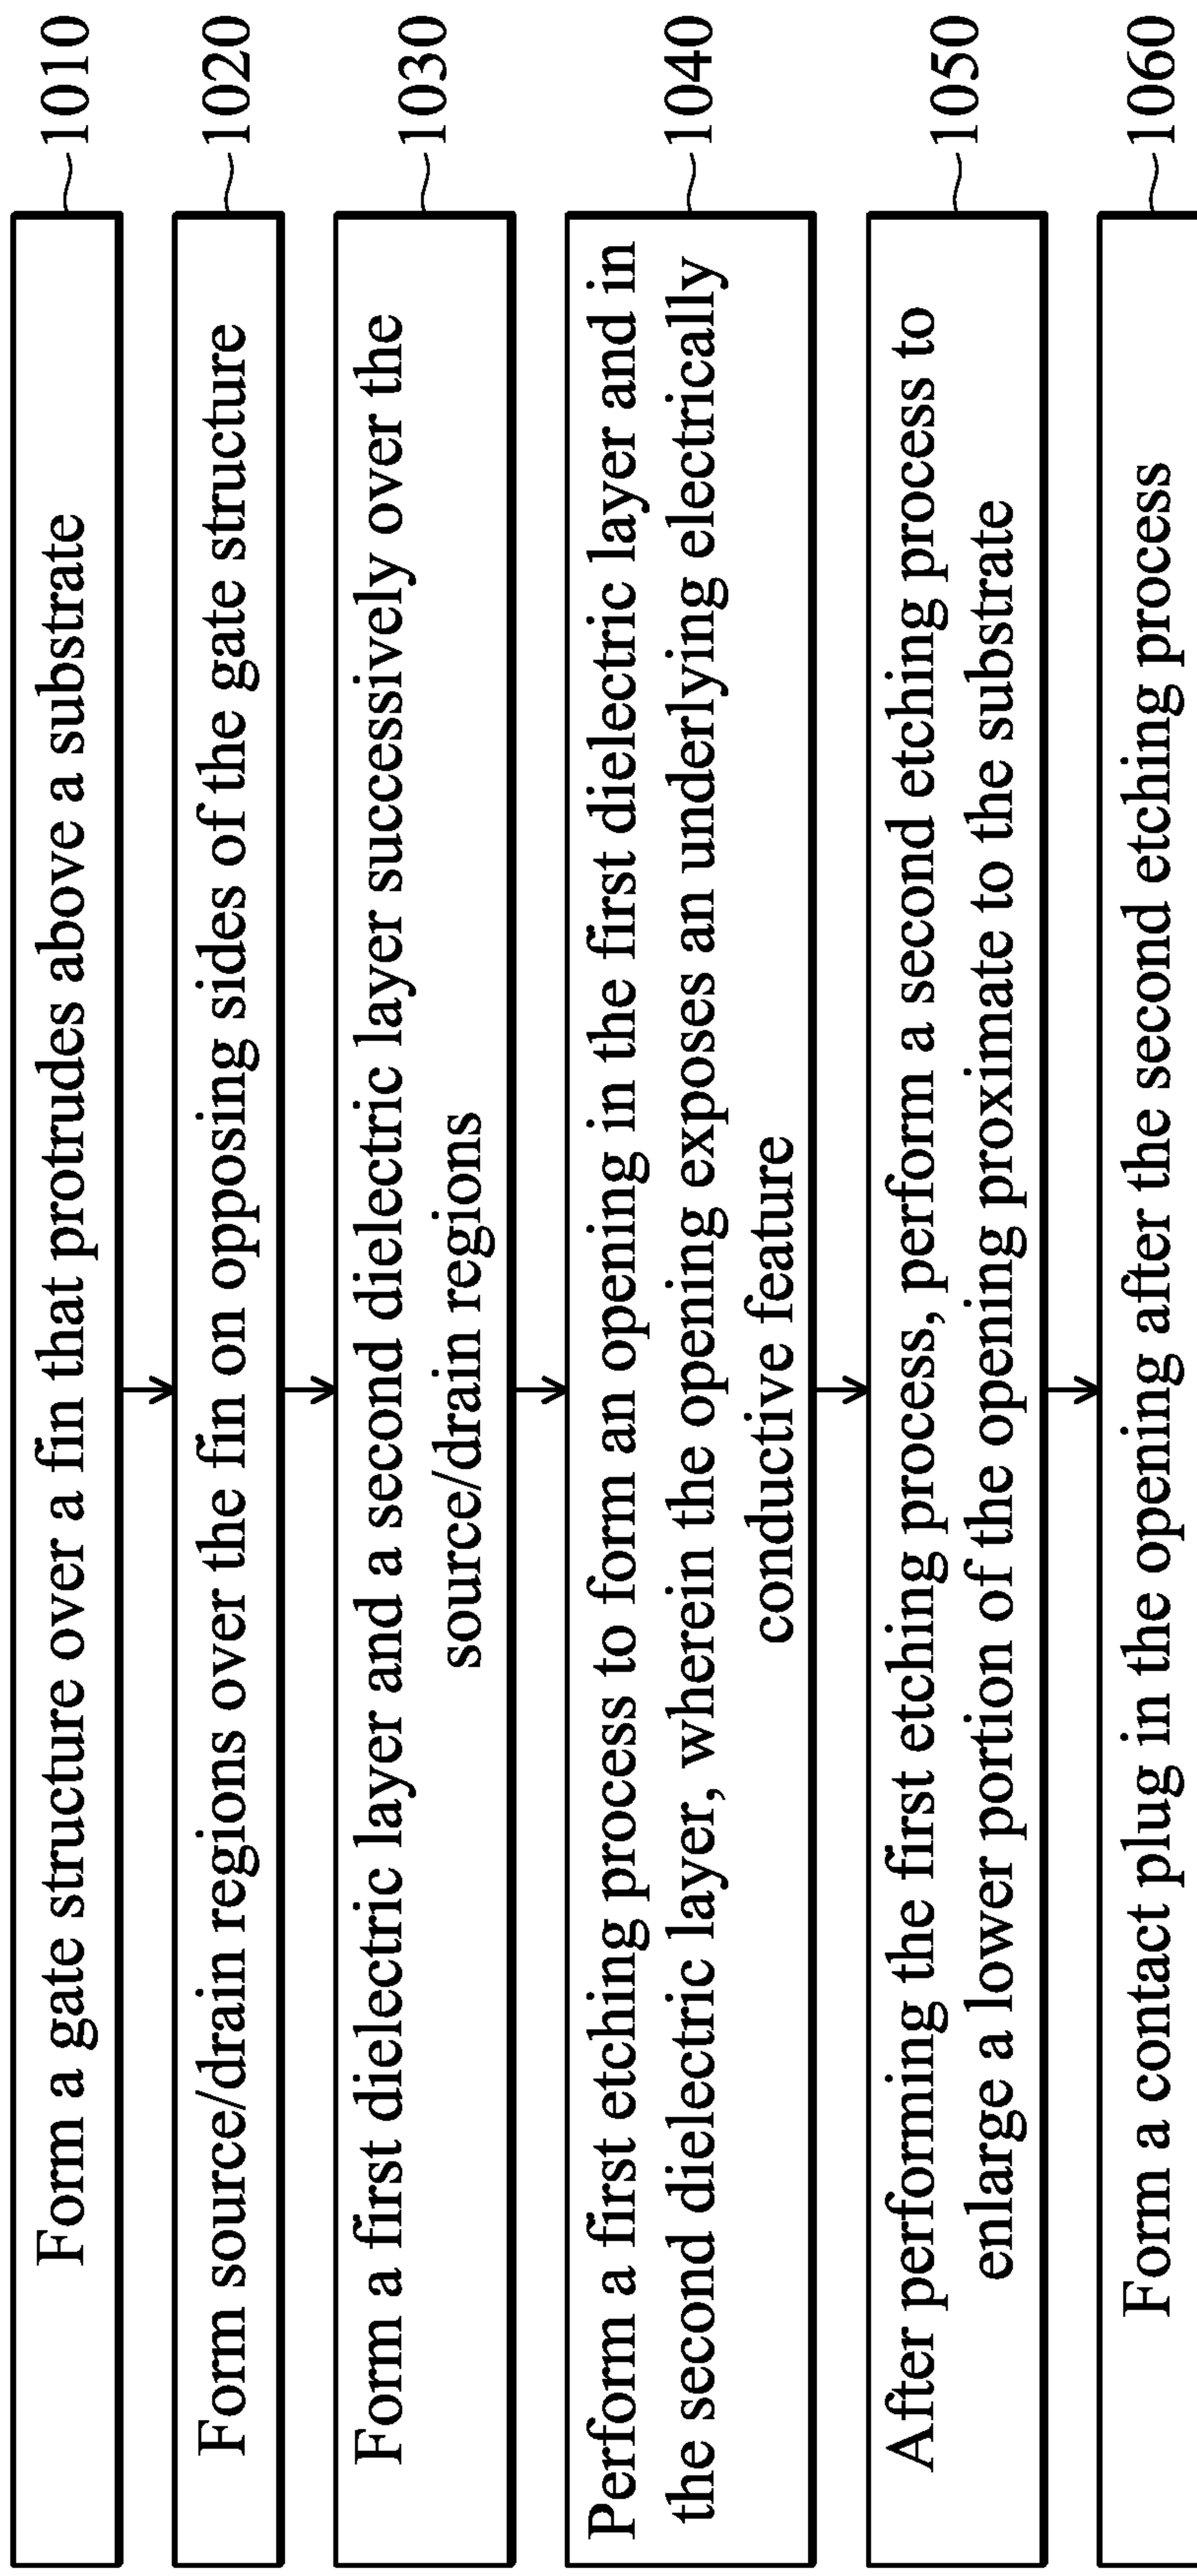 Form a gate structure over a fin that protrudes above a substrate
1010
Form source/drain regions over the fin on opposing sides of the gate structure
1020
Form a first dielectric layer and a second dielectric layer successively over the
source/drain regions
1030
Perform a first etching process to form an opening in the first dielectric layer and in
the second dielectric layer, wherein the opening exposes an underlying electrically
conductive feature
1040
After performing the first etching process, perform a second etching process to
enlarge a lower portion of the opening proximate to the substrate
1050
Form a contact plug in the opening after the second etching process
1060